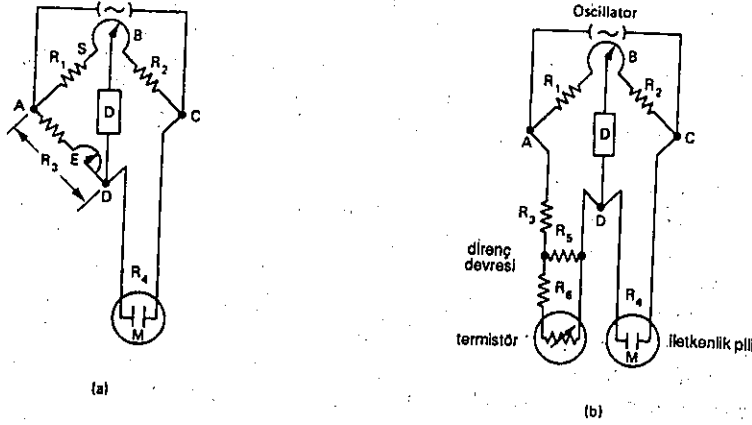 S
B
R₁
R₂
A
D
C
R₃
E
D
R₄
M
(a)
Oscillator
B
R₁
R₂
D
A
C
R₃
D
R₅
direnç
devresi
R₆
R₄
termistör
iletkenlik pili
M
(b)